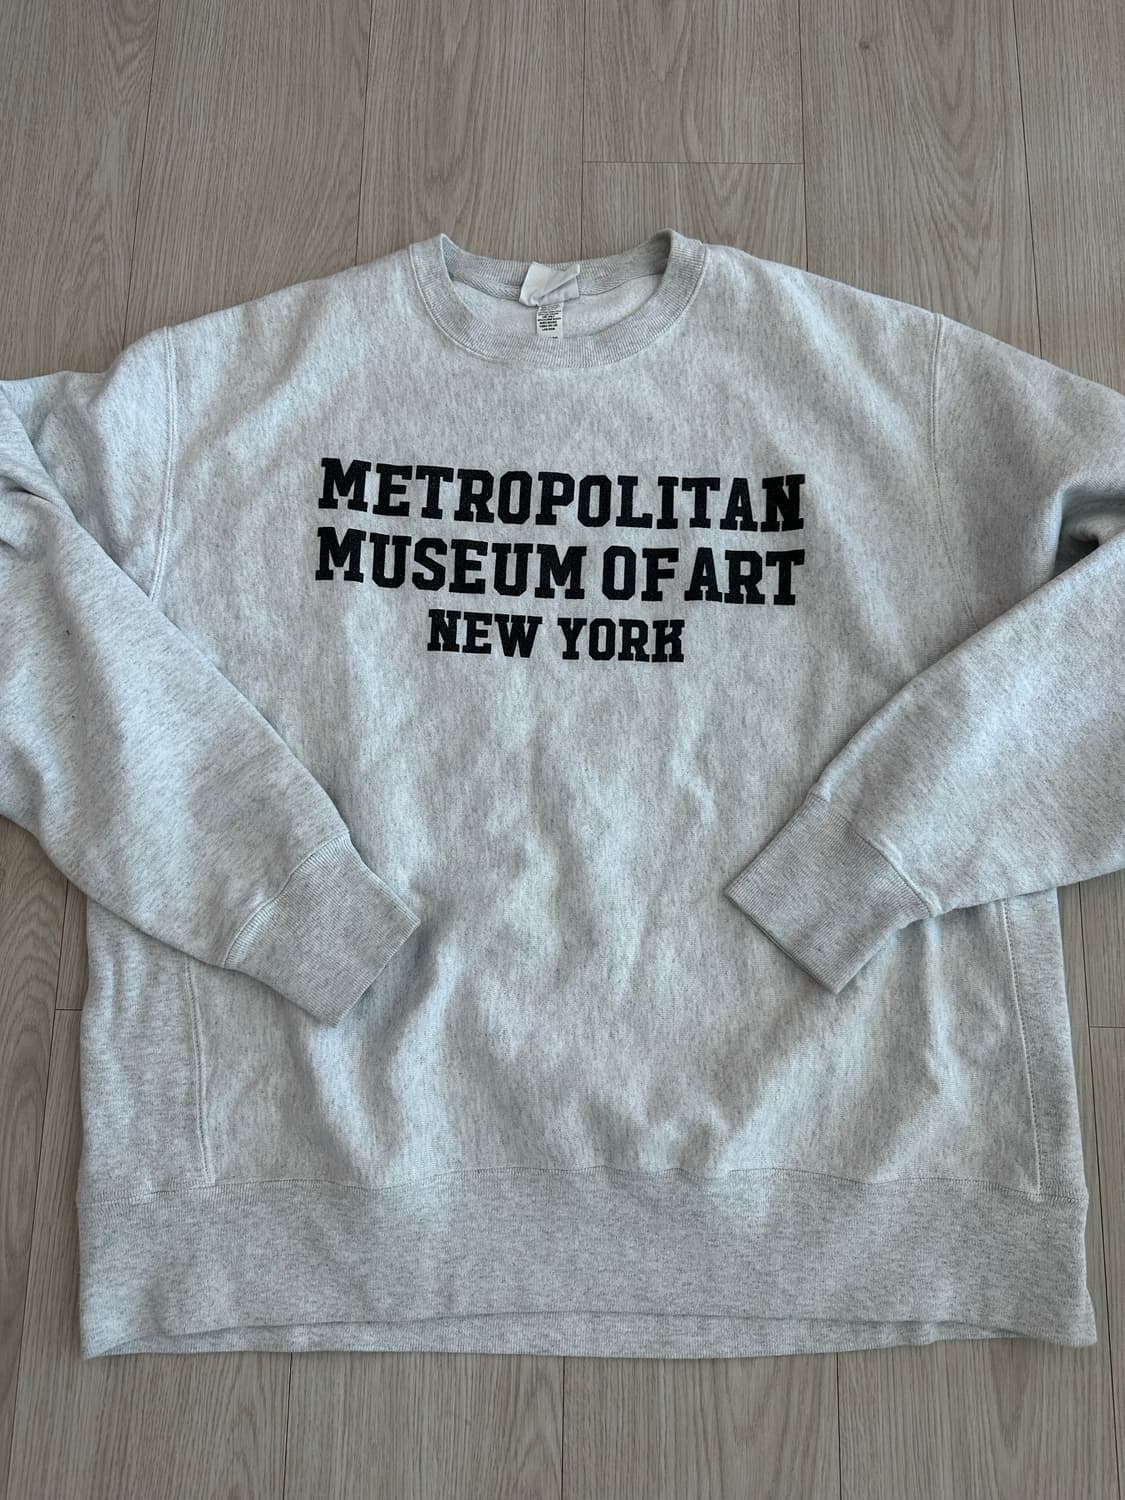 METROPOLITAN
MUSEUM OF ART
NEW YORK